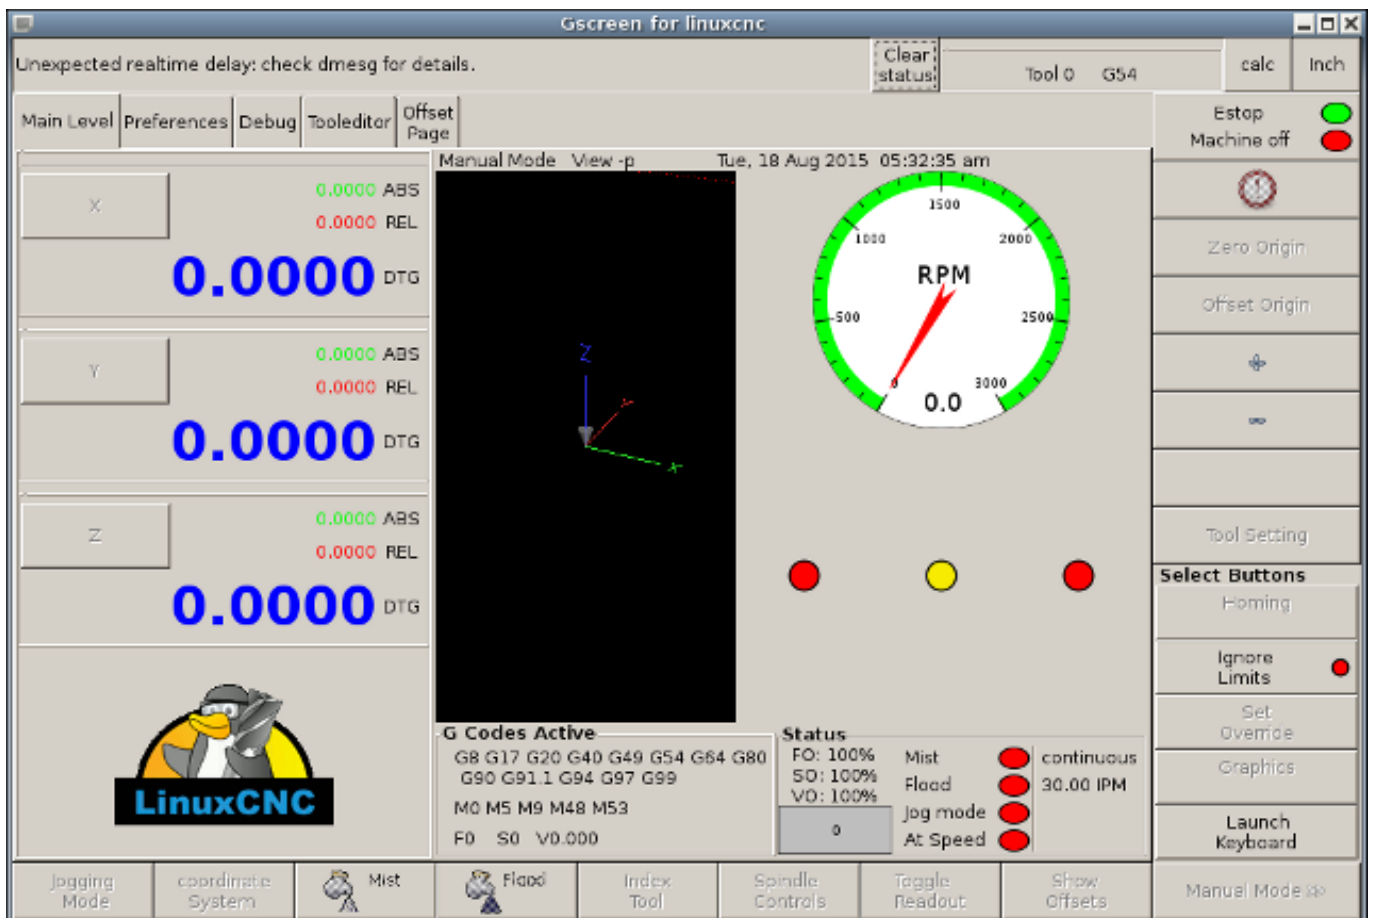 Gscreen for linuxcnc
Unexpected realtime delay: check dmesg for details.
Clear
status
Tool 0 G54
calc
Inch
Main Level
Preferences
Debug
Tooleditor
Offset
Page
Estop
Machine off
Manual Mode View -p Tue, 18 Aug 2015 05:32:35 am
X
0.0000 ABS
0.0000 REL
0.0000 DTG
Y
0.0000 ABS
0.0000 REL
0.0000 DTG
Z
0.0000 ABS
0.0000 REL
0.0000 DTG
LinuxCNC
Z
Y
X
1500
1000
2000
RPM
500
2500
0
3000
0.0
Zero Origin
Offset Origin
Tool Setting
Select Buttons
Homing
Ignore
Limits
Set
Override
Graphics
Launch
Keyboard
G Codes Active
G8 G17 G20 G40 G49 G54 G64 G80
G90 G91.1 G94 G97 G99
M0 M5 M9 M48 M53
F0 S0 V0.000
Status
FO: 100%
SO: 100%
VO: 100%
0
Mist
Flood
Jog mode
At Speed
continuous
30.00 IPM
Jogging
Mode
coordinate
System
Mist
Flood
Index
Tool
Spindle
Controls
Toggle
Readout
Show
Offsets
Manual Mode